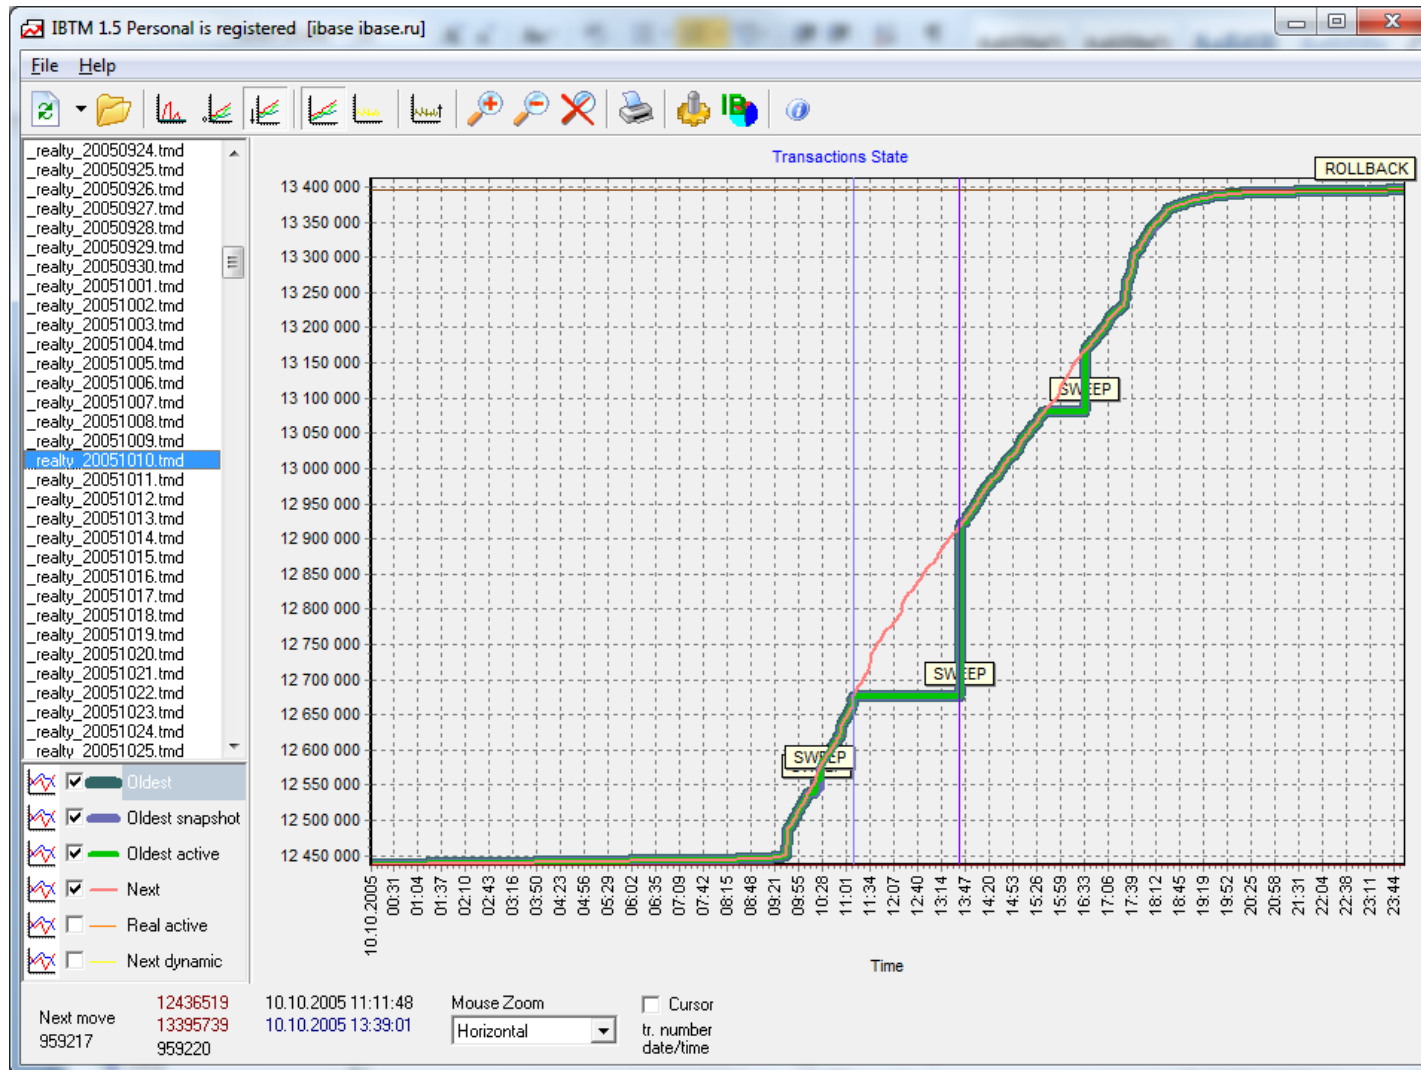 IBTM 1.5 Personal is registered [ibase ibase.ru]
File Help
_realty_20050924.tmd
_realty_20050925.tmd
_realty_20050926.tmd
_realty_20050927.tmd
_realty_20050928.tmd
_realty_20050929.tmd
_realty_20050930.tmd
_realty_20051001.tmd
_realty_20051002.tmd
_realty_20051003.tmd
_realty_20051004.tmd
_realty_20051005.tmd
_realty_20051006.tmd
_realty_20051007.tmd
_realty_20051008.tmd
_realty_20051009.tmd
_realty_20051010.tmd
_realty_20051011.tmd
_realty_20051012.tmd
_realty_20051013.tmd
_realty_20051014.tmd
_realty_20051015.tmd
_realty_20051016.tmd
_realty_20051017.tmd
_realty_20051018.tmd
_realty_20051019.tmd
_realty_20051020.tmd
_realty_20051021.tmd
_realty_20051022.tmd
_realty_20051023.tmd
_realty_20051024.tmd
_realty_20051025.tmd
Oldest
Oldest snapshot
Oldest active
Next
Real active
Next dynamic
Transactions State
ROLLBACK
13 400 000
13 350 000
13 300 000
13 250 000
13 200 000
13 150 000
13 100 000
13 050 000
13 000 000
12 950 000
12 900 000
12 850 000
12 800 000
12 750 000
12 700 000
12 650 000
12 600 000
12 550 000
12 500 000
12 450 000
SWEEP
SWEEP
SWEEP
10.10.2005
00:31
01:04
01:37
02:10
02:43
03:16
03:50
04:23
04:56
05:29
06:02
06:35
07:09
07:42
08:15
08:48
09:21
09:55
10:28
11:01
11:34
12:07
12:40
13:14
13:47
14:20
14:53
15:26
15:59
16:33
17:06
17:39
18:12
18:45
19:19
19:52
20:25
20:58
21:31
22:04
22:38
23:11
23:44
Time
Next move
959217
12436519
13395739
959220
10.10.2005 11:11:48
10.10.2005 13:39:01
Mouse Zoom
Horizontal
Cursor
tr. number
date/time